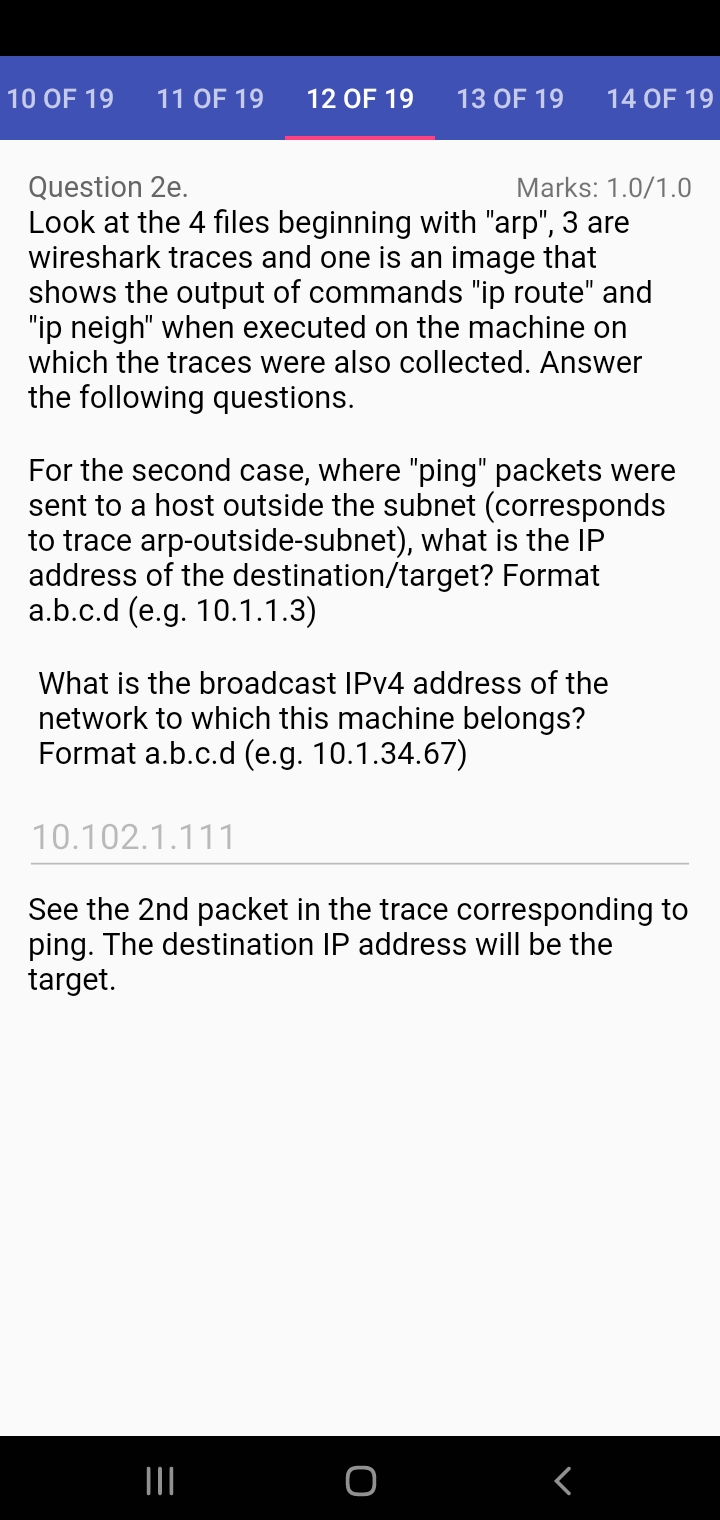 10 OF 19 11 OF 19 12 OF 19 13 OF 19 14 OF 19
Question 2e. Marks: 1.0/1.0
Look at the 4 files beginning with "arp", 3 are
wireshark traces and one is an image that
shows the output of commands "ip route" and
"ip neigh" when executed on the machine on
which the traces were also collected. Answer
the following questions.
For the second case, where "ping" packets were
sent to a host outside the subnet (corresponds
to trace arp-outside-subnet), what is the IP
address of the destination/target? Format
a.b.c.d (e.g. 10.1.1.3)
What is the broadcast IPv4 address of the
network to which this machine belongs?
Format a.b.c.d (e.g. 10.1.34.67)
10.102.1.111
See the 2nd packet in the trace corresponding to
ping. The destination IP address will be the
target.